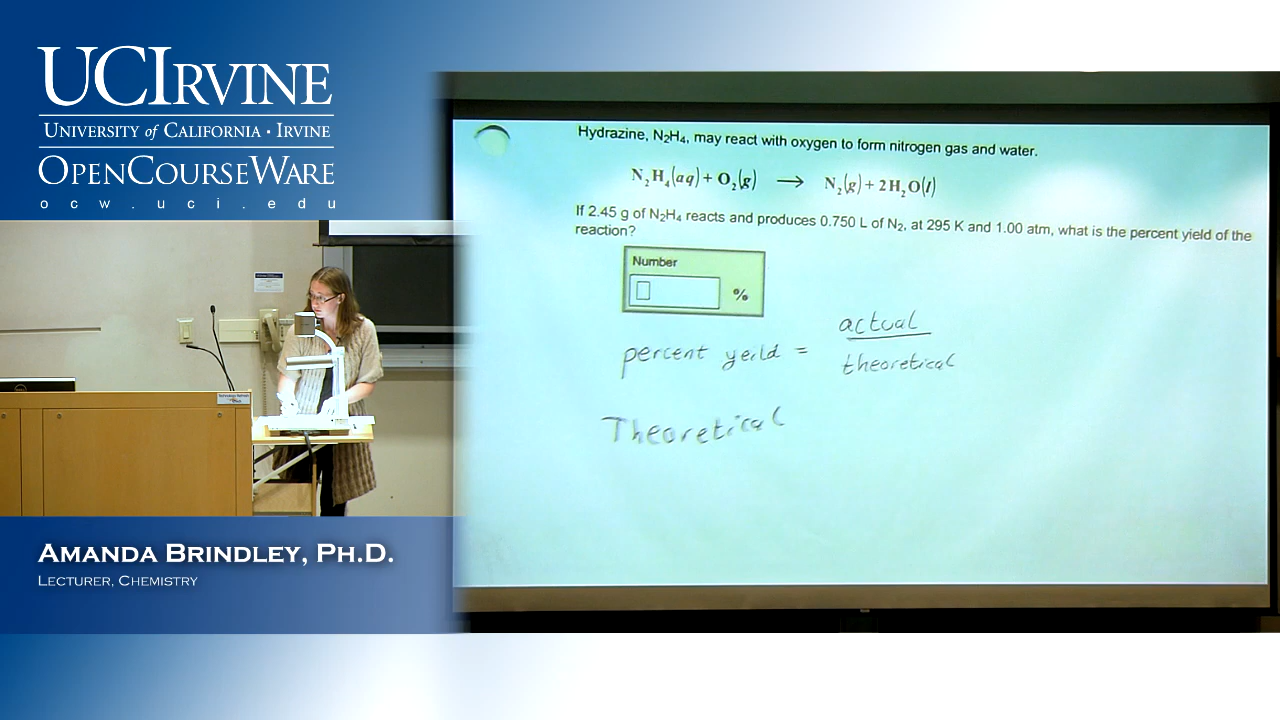 UCIRVINE
UNIVERSITY of CALIFORNIA · IRVINE
OPENCOURSEWARE
ocw.uci.edu
Hydrazine, N₂H₄, may react with oxygen to form nitrogen gas and water.
N₂H₄(aq) + O₂(g) → N₂(g) + 2H₂O(l)
If 2.45 g of N₂H₄ reacts and produces 0.750 L of N₂, at 295 K and 1.00 atm, what is the percent yield of the
reaction?
Number
%
percent yeild = actual / theoretical
Theoretical
AMANDA BRINDLEY, PH.D.
LECTURER, CHEMISTRY